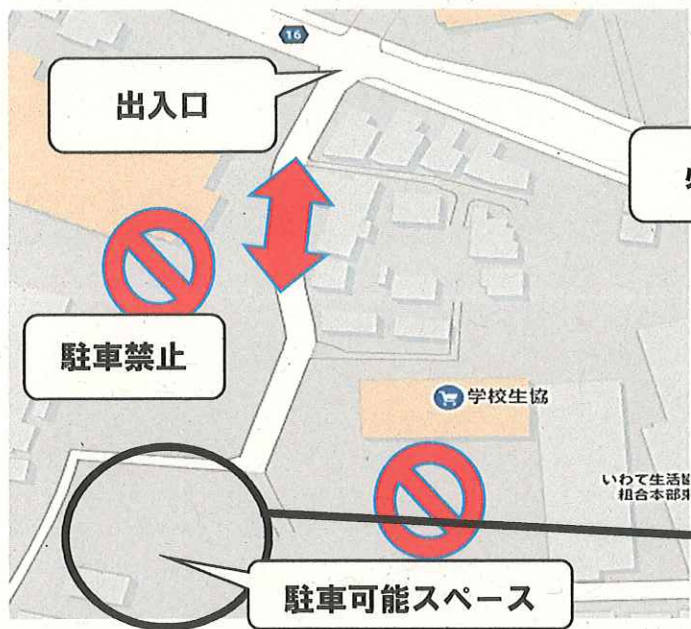 16
出入口
駐車禁止
学校生協
いわて生活協
組合本部
駐車可能スペース